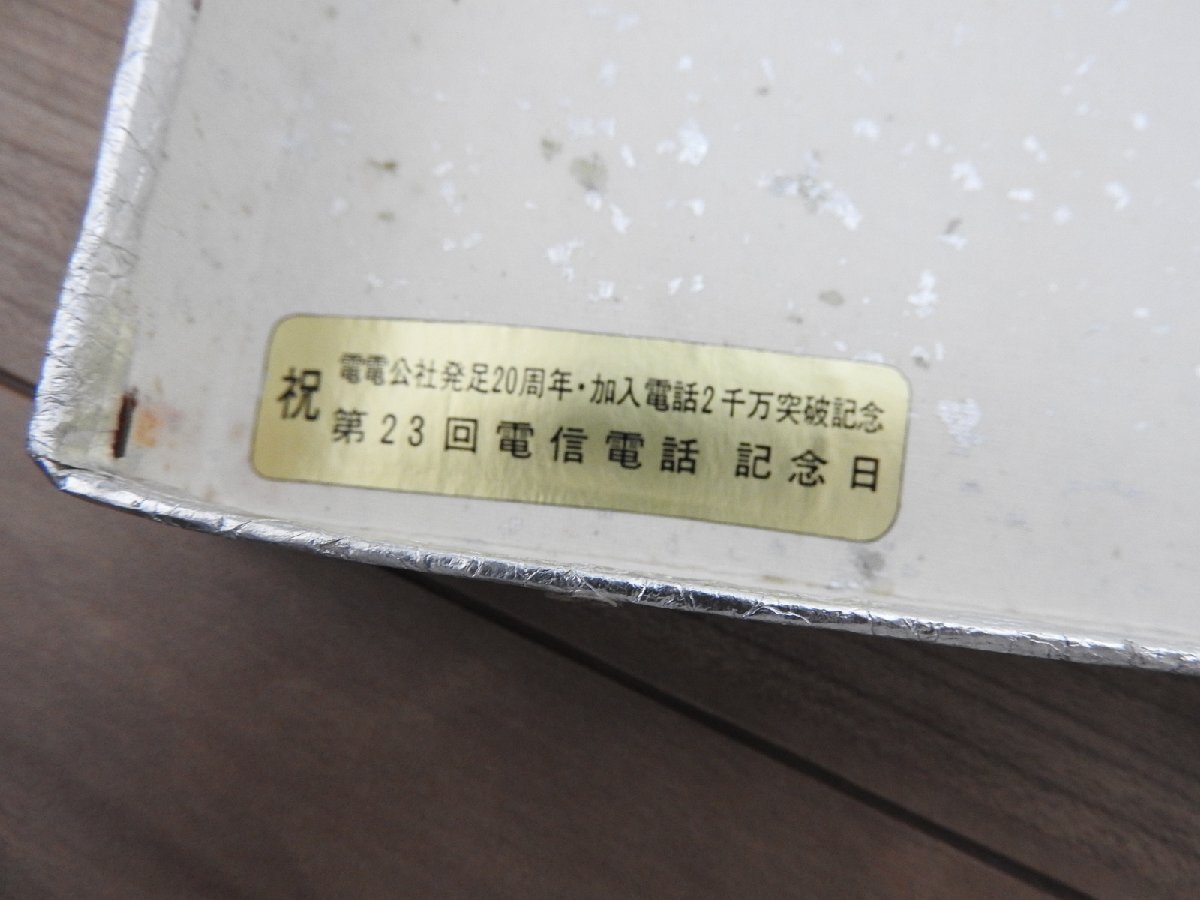 祝
電電公社発足20周年・加入電話2千万突破記念
第23回電信電話 記念日